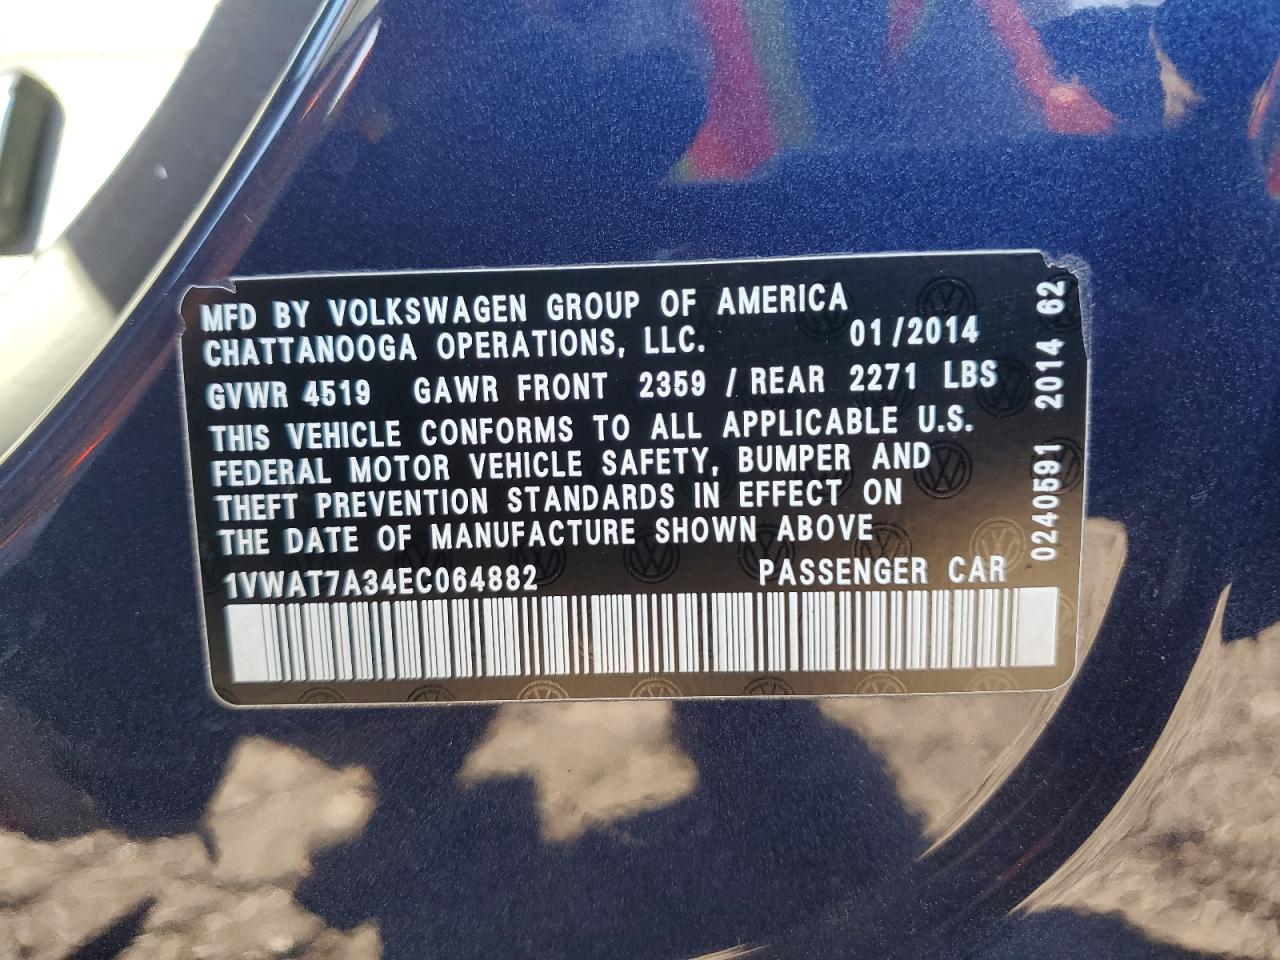 MFD BY VOLKSWAGEN GROUP OF AMERICA
CHATTANOOGA OPERATIONS, LLC. 01/2014
GVWR 4519 GAWR FRONT 2359 / REAR 2271 LBS
THIS VEHICLE CONFORMS TO ALL APPLICABLE U.S.
FEDERAL MOTOR VEHICLE SAFETY, BUMPER AND
THEFT PREVENTION STANDARDS IN EFFECT ON
THE DATE OF MANUFACTURE SHOWN ABOVE
1VWAT7A34EC064882 PASSENGER CAR
0240591 2014 62